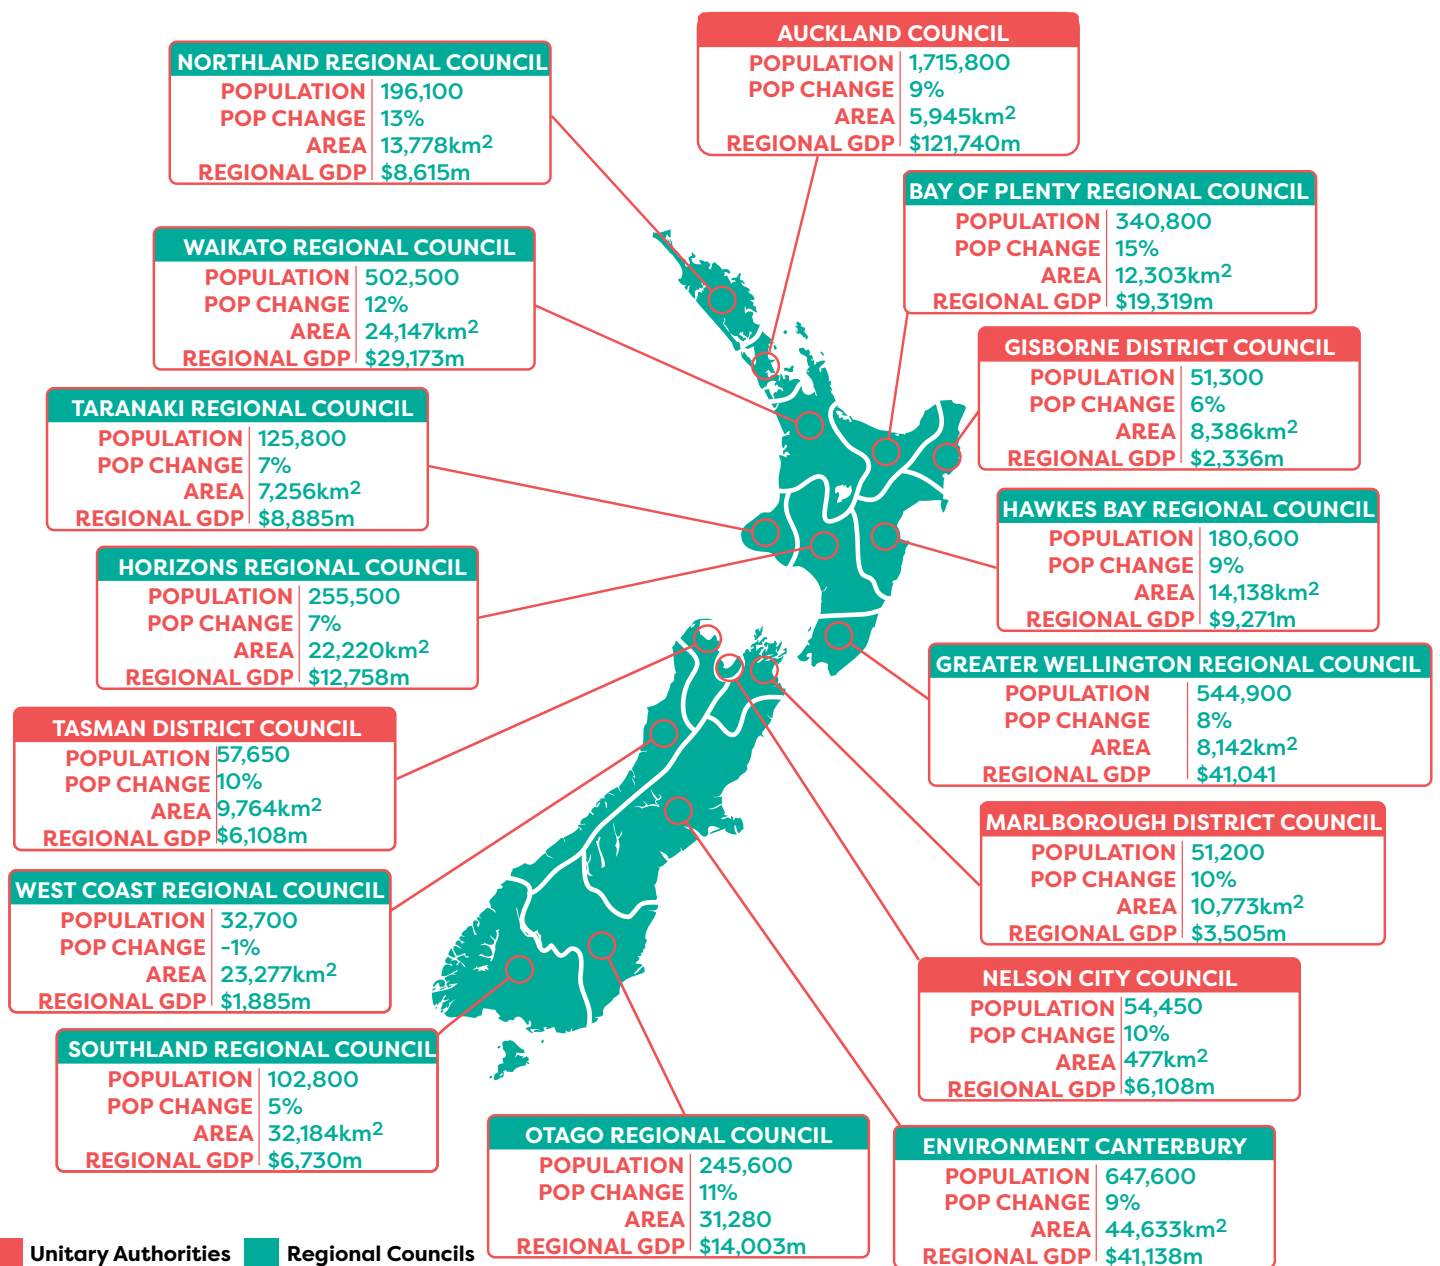 NORTHLAND REGIONAL COUNCIL
POPULATION 196,100
POP CHANGE 13%
AREA 13,778km²
REGIONAL GDP $8,615m
AUCKLAND COUNCIL
POPULATION 1,715,800
POP CHANGE 9%
AREA 5,945km²
REGIONAL GDP $121,740m
BAY OF PLENTY REGIONAL COUNCIL
POPULATION 340,800
POP CHANGE 15%
AREA 12,303km²
REGIONAL GDP $19,319m
WAIKATO REGIONAL COUNCIL
POPULATION 502,500
POP CHANGE 12%
AREA 24,147km²
REGIONAL GDP $29,173m
GISBORNE DISTRICT COUNCIL
POPULATION 51,300
POP CHANGE 6%
AREA 8,386km²
REGIONAL GDP $2,336m
TARANAKI REGIONAL COUNCIL
POPULATION 125,800
POP CHANGE 7%
AREA 7,256km²
REGIONAL GDP $8,885m
HAWKES BAY REGIONAL COUNCIL
POPULATION 180,600
POP CHANGE 9%
AREA 14,138km²
REGIONAL GDP $9,271m
HORIZONS REGIONAL COUNCIL
POPULATION 255,500
POP CHANGE 7%
AREA 22,220km²
REGIONAL GDP $12,758m
GREATER WELLINGTON REGIONAL COUNCIL
POPULATION 544,900
POP CHANGE 8%
AREA 8,142km²
REGIONAL GDP $41,041
TASMAN DISTRICT COUNCIL
POPULATION 57,650
POP CHANGE 10%
AREA 9,764km²
REGIONAL GDP $6,108m
MARLBOROUGH DISTRICT COUNCIL
POPULATION 51,200
POP CHANGE 10%
AREA 10,773km²
REGIONAL GDP $3,505m
WEST COAST REGIONAL COUNCIL
POPULATION 32,700
POP CHANGE -1%
AREA 23,277km²
REGIONAL GDP $1,885m
NELSON CITY COUNCIL
POPULATION 54,450
POP CHANGE 10%
AREA 477km²
REGIONAL GDP $6,108m
SOUTHLAND REGIONAL COUNCIL
POPULATION 102,800
POP CHANGE 5%
AREA 32,184km²
REGIONAL GDP $6,730m
OTAGO REGIONAL COUNCIL
POPULATION 245,600
POP CHANGE 11%
AREA 31,280
REGIONAL GDP $14,003m
ENVIRONMENT CANTERBURY
POPULATION 647,600
POP CHANGE 9%
AREA 44,633km²
REGIONAL GDP $41,138m
Unitary Authorities
Regional Councils